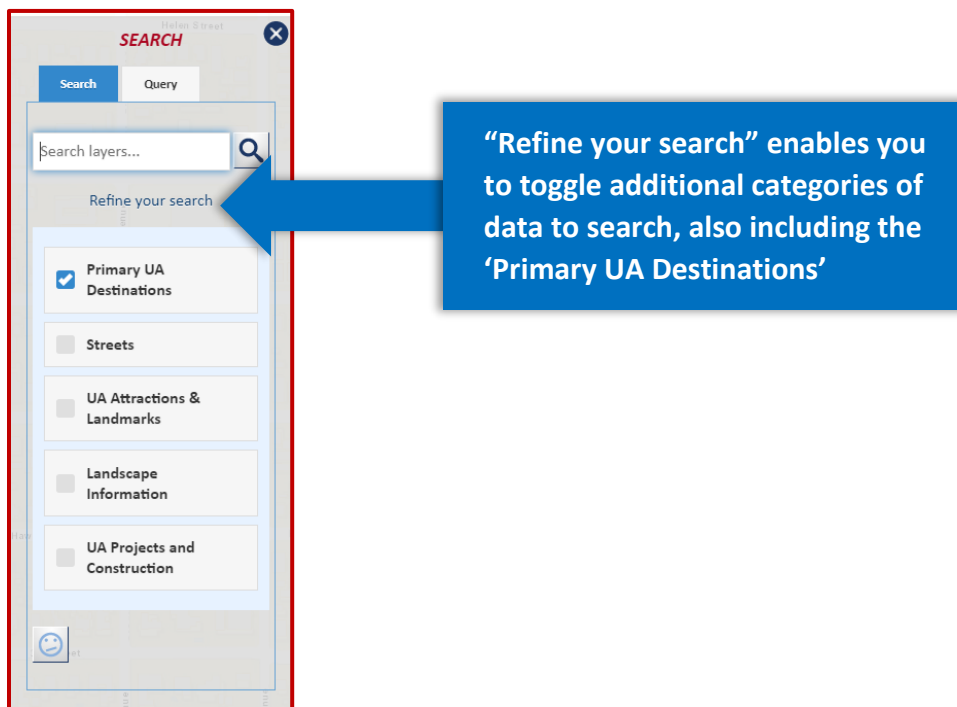 Helen Street
SEARCH
Search
Query
Search layers...
Refine your search
Primary UA
Destinations
Streets
UA Attractions &
Landmarks
Landscape
Information
UA Projects and
Construction
“Refine your search” enables you
to toggle additional categories of
data to search, also including the
‘Primary UA Destinations’